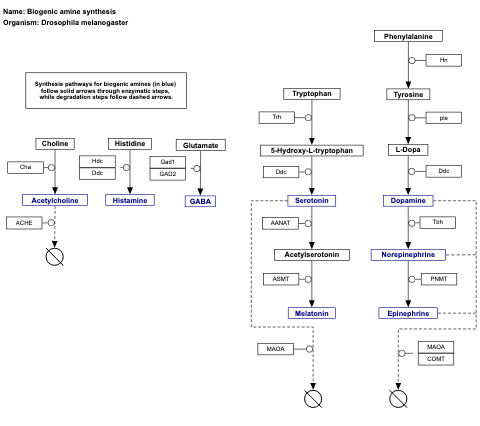 Name: Biogenic amine synthesis
Organism: Drosophila melanogaster
Synthesis pathways for biogenic amines (in blue)
follow solid arrows through enzymatic steps,
while degradation steps follow dashed arrows.
Choline
Cha
Acetylcholine
ACHE
Histidine
Hdc
Ddc
Histamine
Glutamate
Gad1
GAD2
GABA
Tryptophan
Trh
5-Hydroxy-L-tryptophan
Ddc
Serotonin
AANAT
Acetylserotonin
ASMT
Melatonin
MAOA
Phenylalanine
Hn
Tyrosine
ple
L-Dopa
Ddc
Dopamine
Tbh
Norepinephrine
PNMT
Epinephrine
MAOA
COMT